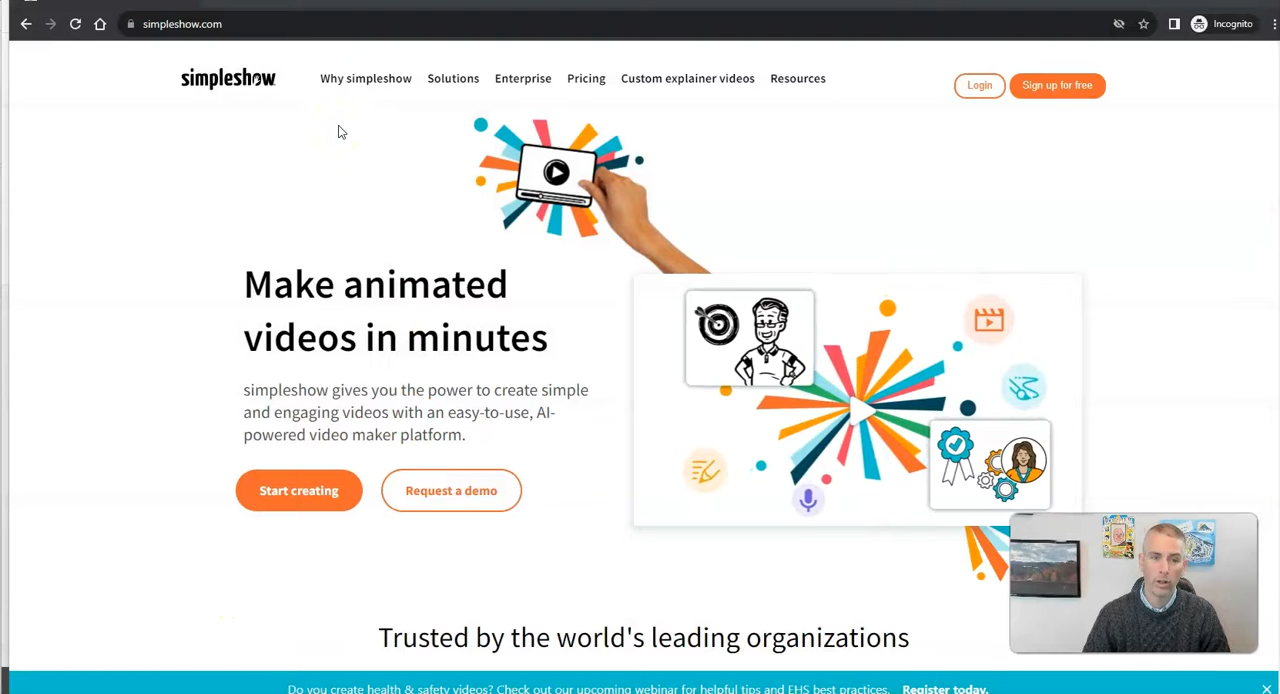 simpleshow.com
Incognito
simpleshow
Why simpleshow
Solutions
Enterprise
Pricing
Custom explainer videos
Resources
Login
Sign up for free
Make animated
videos in minutes
simpleshow gives you the power to create simple
and engaging videos with an easy-to-use, AI-
powered video maker platform.
Start creating
Request a demo
Trusted by the world's leading organizations
Do you create health & safety videos? Check out our upcoming webinar for helpful tips and EHS best practices. Register today.